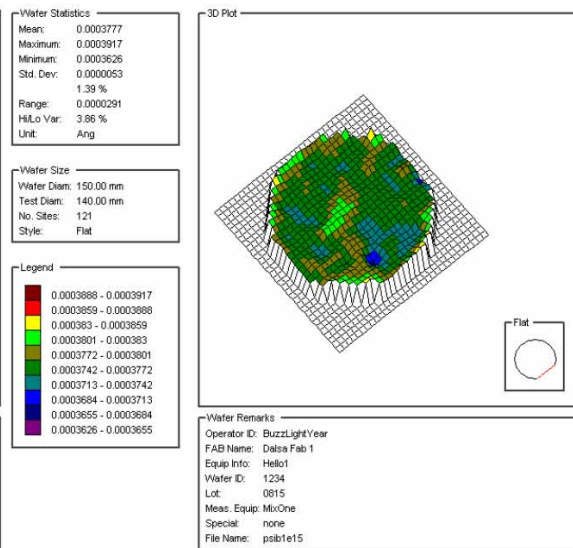 Wafer Statistics
Mean: 0.0003777
Maximum: 0.0003917
Minimum: 0.0003626
Std. Dev: 0.0000053
1.39 %
Range: 0.0000291
Hi/Lo Var: 3.86 %
Unit: Ang
Wafer Size
Wafer Diam: 150.00 mm
Test Diam: 140.00 mm
No. Sites: 121
Style: Flat
Legend
0.0003888 - 0.0003917
0.0003859 - 0.0003888
0.000383 - 0.0003859
0.0003801 - 0.000383
0.0003772 - 0.0003801
0.0003742 - 0.0003772
0.0003713 - 0.0003742
0.0003684 - 0.0003713
0.0003655 - 0.0003684
0.0003626 - 0.0003655
3D Plot
Flat
Wafer Remarks
Operator ID: BuzzLightYear
FAB Name: Dalsa Fab 1
Equip Info: Hello1
Wafer ID: 1234
Lot: 0815
Meas. Equip: MixOne
Special: none
File Name: psib1e15